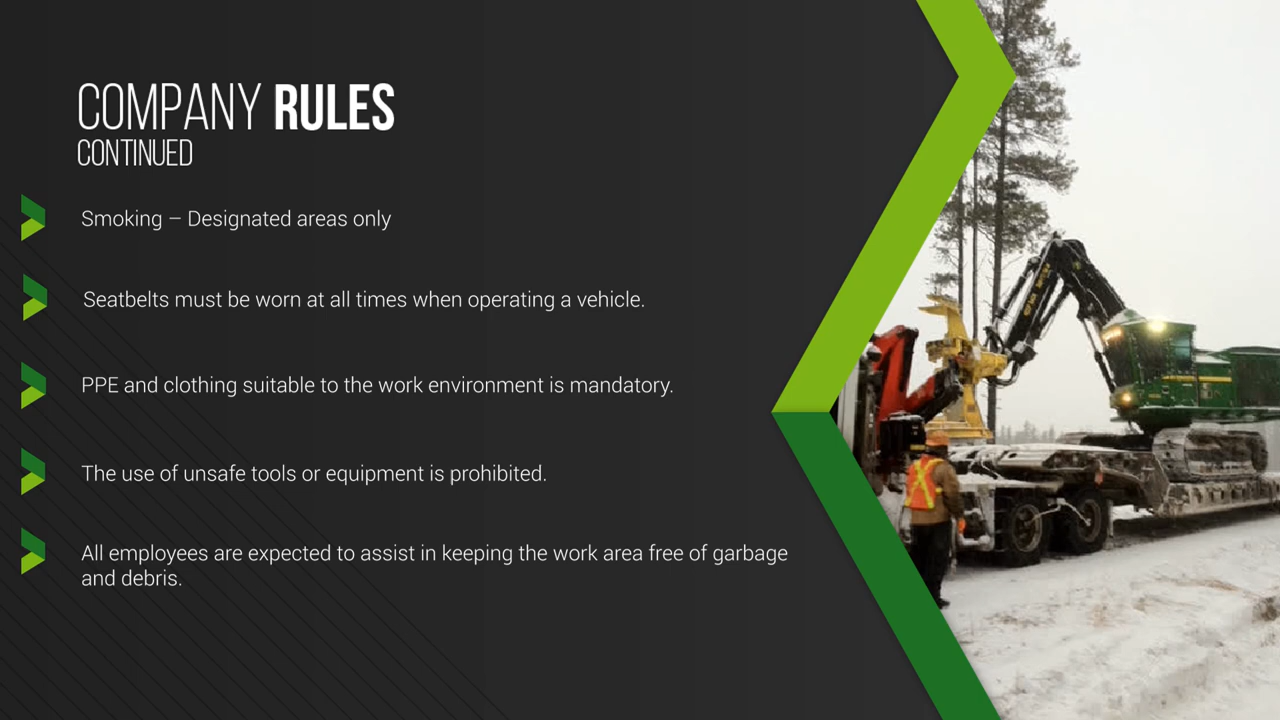 COMPANY RULES
CONTINUED
Smoking – Designated areas only
Seatbelts must be worn at all times when operating a vehicle.
PPE and clothing suitable to the work environment is mandatory.
The use of unsafe tools or equipment is prohibited.
All employees are expected to assist in keeping the work area free of garbage
and debris.